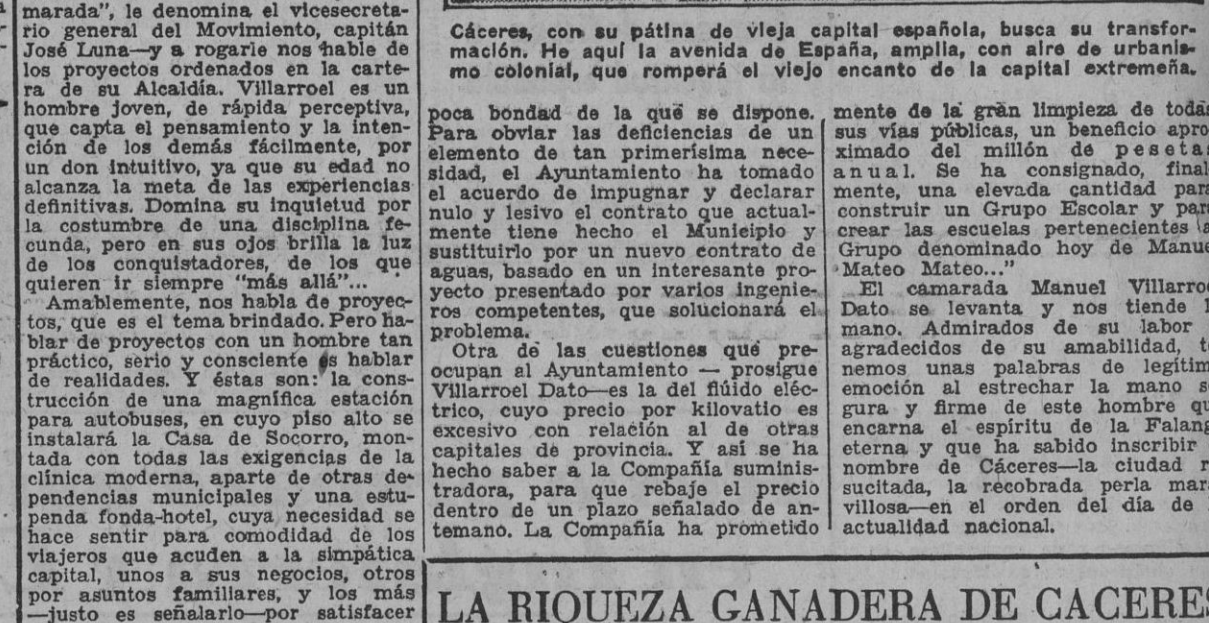 marada", le denomina el vicesecreta-
rio general del Movimiento, capitán
José Luna—y a rogarle nos hable de
los proyectos ordenados en la carte-
ra de su Alcaldía. Villarroel es un
hombre joven, de rápida perceptiva,
que capta el pensamiento y la inten-
ción de los demás fácilmente, por
un don intuitivo, ya que su edad no
alcanza la meta de las experiencias
definitivas. Domina su inquietud por
la costumbre de una disciplina fe-
cunda, pero en sus ojos brilla la luz
de los conquistadores, de los que
quieren ir siempre "más allá"...
Amablemente, nos habla de proyec-
tos, que es el tema brindado. Pero ha-
blar de proyectos con un hombre tan
práctico, serio y consciente es hablar
de realidades. Y éstas son: la cons-
trucción de una magnífica estación
para autobuses, en cuyo piso alto se
instalará la Casa de Socorro, mon-
tada con todas las exigencias de la
clínica moderna, aparte de otras de-
pendencias municipales y una estu-
penda fonda-hotel, cuya necesidad se
hace sentir para comodidad de los
viajeros que acuden a la simpática
capital, unos a sus negocios, otros
por asuntos familiares, y los más
—justo es señalarlo—por satisfacer
Cáceres, con su pátina de vieja capital española, busca su transfor-
mación. He aquí la avenida de España, amplia, con aire de urbanis-
mo colonial, que romperá el viejo encanto de la capital extremeña.
poca bondad de la que se dispone.
Para obviar las deficiencias de un
elemento de tan primerísima nece-
sidad, el Ayuntamiento ha tomado
el acuerdo de impugnar y declarar
nulo y lesivo el contrato que actual-
mente tiene hecho el Municipio y
sustituirlo por un nuevo contrato de
aguas, basado en un interesante pro-
yecto presentado por varios ingenie-
ros competentes, que solucionará el
problema.
Otra de las cuestiones que pre-
ocupan al Ayuntamiento — prosigue
Villarroel Dato—es la del flúido eléc-
trico, cuyo precio por kilovatio es
excesivo con relación al de otras
capitales de provincia. Y así se ha
hecho saber a la Compañía suminis-
tradora, para que rebaje el precio
dentro de un plazo señalado de an-
temano. La Compañía ha prometido
mente de la gran limpieza de todas
sus vías públicas, un beneficio apro-
ximado del millón de pesetas
anual. Se ha consignado, final-
mente, una elevada cantidad para
construir un Grupo Escolar y para
crear las escuelas pertenecientes a
Grupo denominado hoy de Manue
Mateo Mateo..."
El camarada Manuel Villarroe
Dato se levanta y nos tiende l
mano. Admirados de su labor
agradecidos de su amabilidad, te
nemos unas palabras de legítim
emoción al estrechar la mano se
gura y firme de este hombre qu
encarna el espíritu de la Falang
eterna y que ha sabido inscribir
nombre de Cáceres—la ciudad r
sucitada, la recobrada perla mara
villosa—en el orden del día de
actualidad nacional.
LA RIQUEZA GANADERA DE CACERES